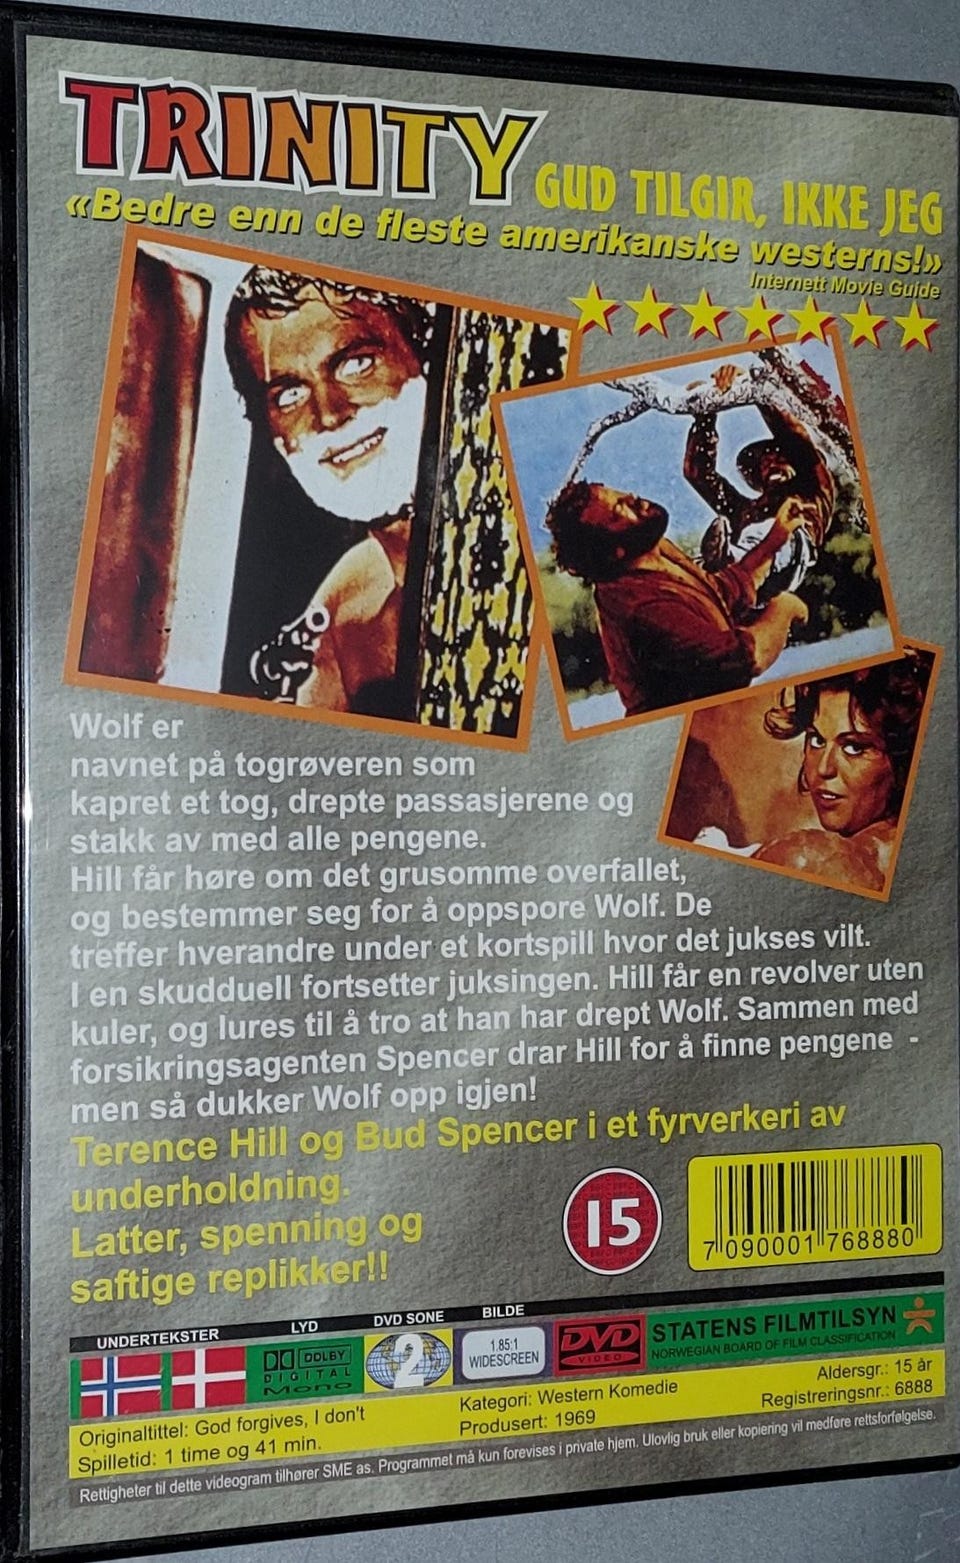 TRINITY
GUD TILGIR, IKKE JEG
«Bedre enn de fleste amerikanske westerns!»
Internett Movie Guide
Wolf er
navnet på togrøveren som
kapret et tog, drepte passasjerene og
stakk av med alle pengene.
Hill får høre om det grusomme overfallet,
og bestemmer seg for å oppspore Wolf. De
treffer hverandre under et kortspill hvor det jukses vilt.
I en skudduell fortsetter juksingen. Hill får en revolver uten
kuler, og lures til å tro at han har drept Wolf. Sammen med
forsikringsagenten Spencer drar Hill for å finne pengene -
men så dukker Wolf opp igjen!
Terence Hill og Bud Spencer i et fyrverkeri av
underholdning.
Latter, spenning og
saftige replikker!!
15
7 090001 768880
UNDERTEKSTER
LYD
DVD SONE
BILDE
DOLBY
DIGITAL
Mono
2
1.85:1
WIDESCREEN
DVD
VIDEO
STATENS FILMTILSYN
NORWEGIAN BOARD OF FILM CLASSIFICATION
Originaltittel: God forgives, I don't
Spilletid: 1 time og 41 min.
Kategori: Western Komedie
Produsert: 1969
Aldersgr.: 15 år
Registreringsnr.: 6888
Rettigheter til dette videogram tilhører SME as. Programmet må kun forevises i private hjem. Ulovlig bruk eller kopiering vil medføre rettsforfølgelse.